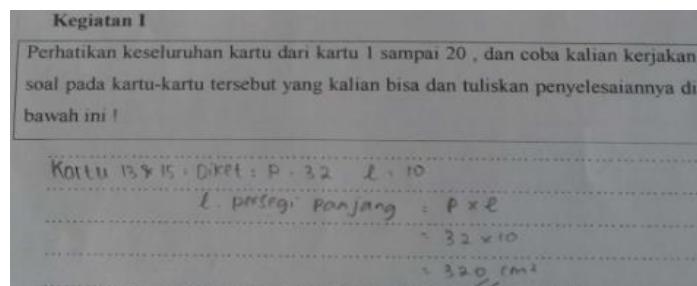 Kegiatan I
Perhatikan keseluruhan kartu dari kartu 1 sampai 20 , dan coba kalian kerjakan
soal pada kartu-kartu tersebut yang kalian bisa dan tuliskan penyelesaiannya di
bawah ini !
Kartu 13 & 15 : Diket : P . 32 l . 10
l . persegi panjang : P x l
= 32 x 10
= 320 cm²